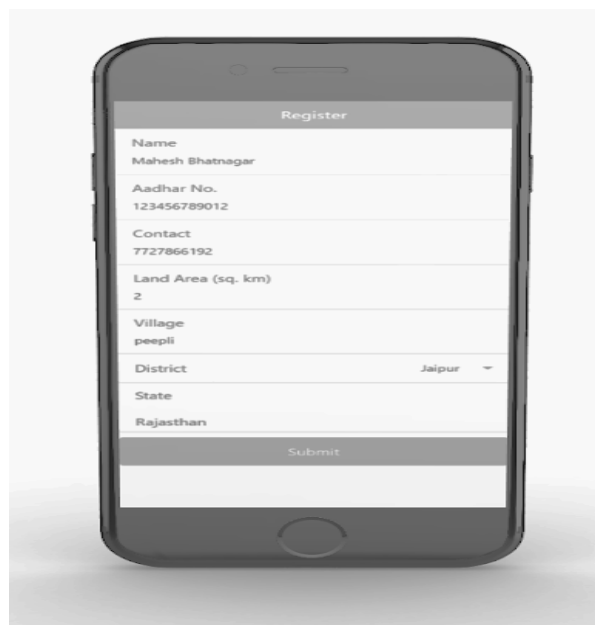 Register
Name
Mahesh Bhatnagar
Aadhar No.
123456789012
Contact
7727866192
Land Area (sq. km)
2
Village
peepli
District Jaipur
State
Rajasthan
Submit